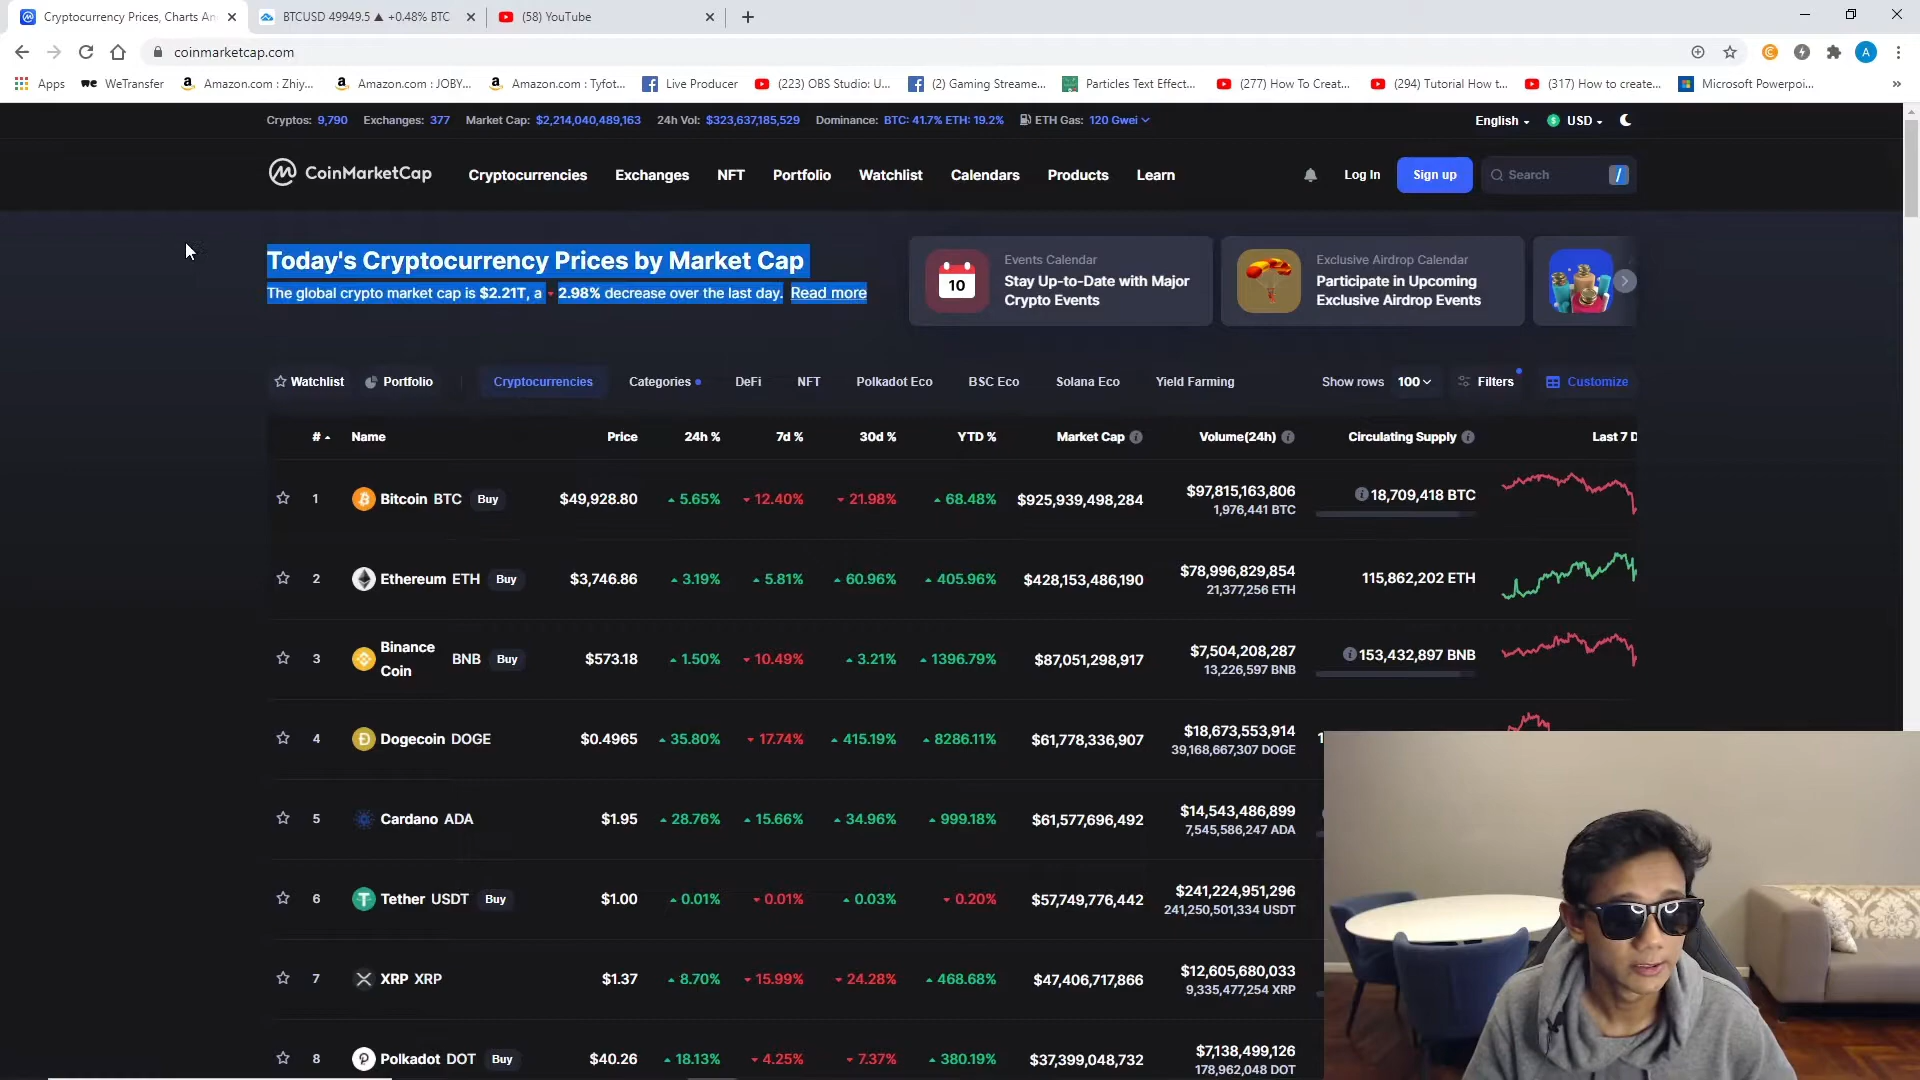 Cryptocurrency Prices, Charts An
BTCUSD 49949.5 ▲ +0.48% BTC
(58) YouTube
coinmarketcap.com
A
Apps
we WeTransfer
Amazon.com : Zhiy...
Amazon.com : JOBY...
Amazon.com : Tyfot...
Live Producer
(223) OBS Studio: U...
(2) Gaming Streame...
Particles Text Effect...
(277) How To Creat...
(294) Tutorial How t...
(317) How to create...
Microsoft Powerpoi...
Cryptos: 9,790 Exchanges: 377 Market Cap: $2,214,040,489,163 24h Vol: $323,637,185,529 Dominance: BTC: 41.7% ETH: 19.2% ETH Gas: 120 Gwei
English USD
CoinMarketCap
Cryptocurrencies Exchanges NFT Portfolio Watchlist Calendars Products Learn
Log In Sign up Search /
Today's Cryptocurrency Prices by Market Cap
The global crypto market cap is $2.21T, a 2.98% decrease over the last day. Read more
10
Events Calendar
Stay Up-to-Date with Major
Crypto Events
Exclusive Airdrop Calendar
Participate in Upcoming
Exclusive Airdrop Events
Watchlist Portfolio Cryptocurrencies Categories DeFi NFT Polkadot Eco BSC Eco Solana Eco Yield Farming
Show rows 100 Filters Customize
# Name Price 24h % 7d % 30d % YTD % Market Cap Volume(24h) Circulating Supply Last 7 D
1 Bitcoin BTC Buy $49,928.80 5.65% 12.40% 21.98% 68.48% $925,939,498,284 $97,815,163,806 18,709,418 BTC
1,976,441 BTC
2 Ethereum ETH Buy $3,746.86 3.19% 5.81% 60.96% 405.96% $428,153,486,190 $78,996,829,854 115,862,202 ETH
21,377,256 ETH
3 Binance Coin BNB Buy $573.18 1.50% 10.49% 3.21% 1396.79% $87,051,298,917 $7,504,208,287 153,432,897 BNB
13,226,597 BNB
4 Dogecoin DOGE $0.4965 35.80% 17.74% 415.19% 8286.11% $61,778,336,907 $18,673,553,914
39,168,667,307 DOGE
5 Cardano ADA $1.95 28.76% 15.66% 34.96% 999.18% $61,577,696,492 $14,543,486,899
7,545,586,247 ADA
6 Tether USDT Buy $1.00 0.01% 0.01% 0.03% 0.20% $57,749,776,442 $241,224,951,296
241,250,501,334 USDT
7 XRP XRP $1.37 8.70% 15.99% 24.28% 468.68% $47,406,717,866 $12,605,680,033
9,335,477,254 XRP
8 Polkadot DOT Buy $40.26 18.13% 4.25% 7.37% 380.19% $37,399,048,732 $7,138,499,126
178,962,048 DOT